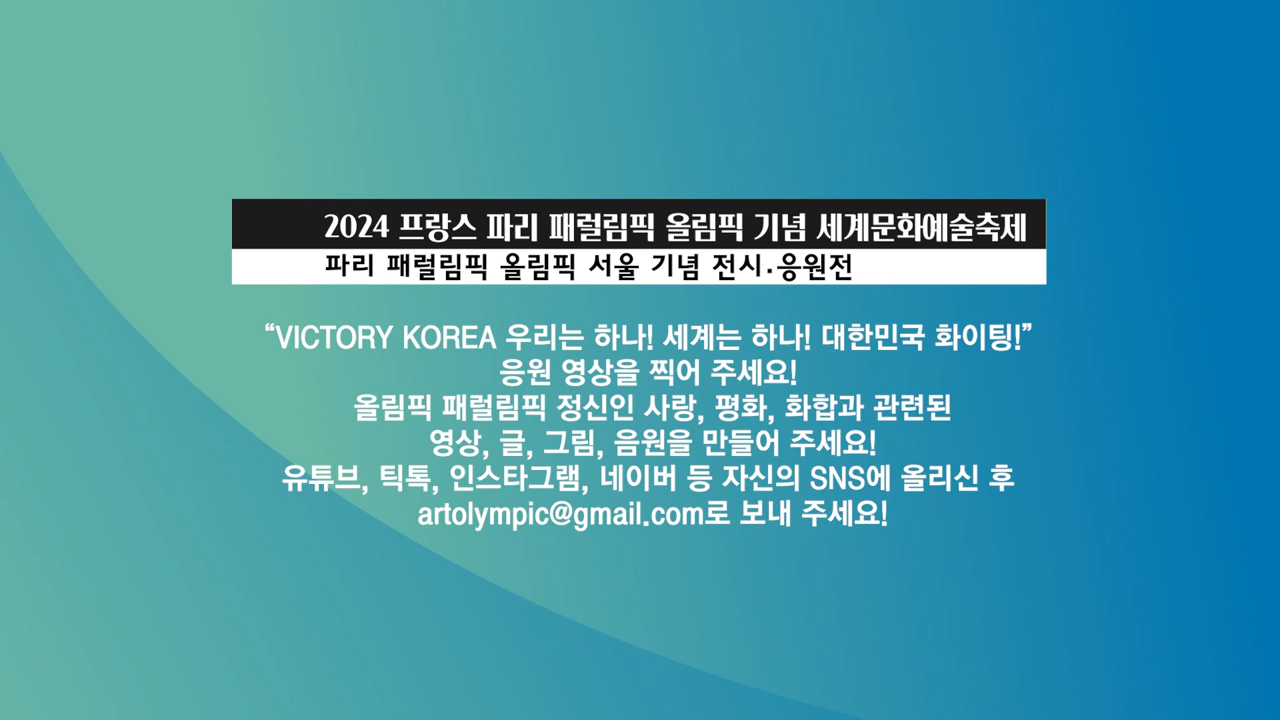 2024 프랑스 파리 패럴림픽 올림픽 기념 세계문화예술축제
파리 패럴림픽 올림픽 서울 기념 전시·응원전
“VICTORY KOREA 우리는 하나! 세계는 하나! 대한민국 화이팅!”
응원 영상을 찍어 주세요!
올림픽 패럴림픽 정신인 사랑, 평화, 화합과 관련된
영상, 글, 그림, 음원을 만들어 주세요!
유튜브, 틱톡, 인스타그램, 네이버 등 자신의 SNS에 올리신 후
artolympic@gmail.com로 보내 주세요!